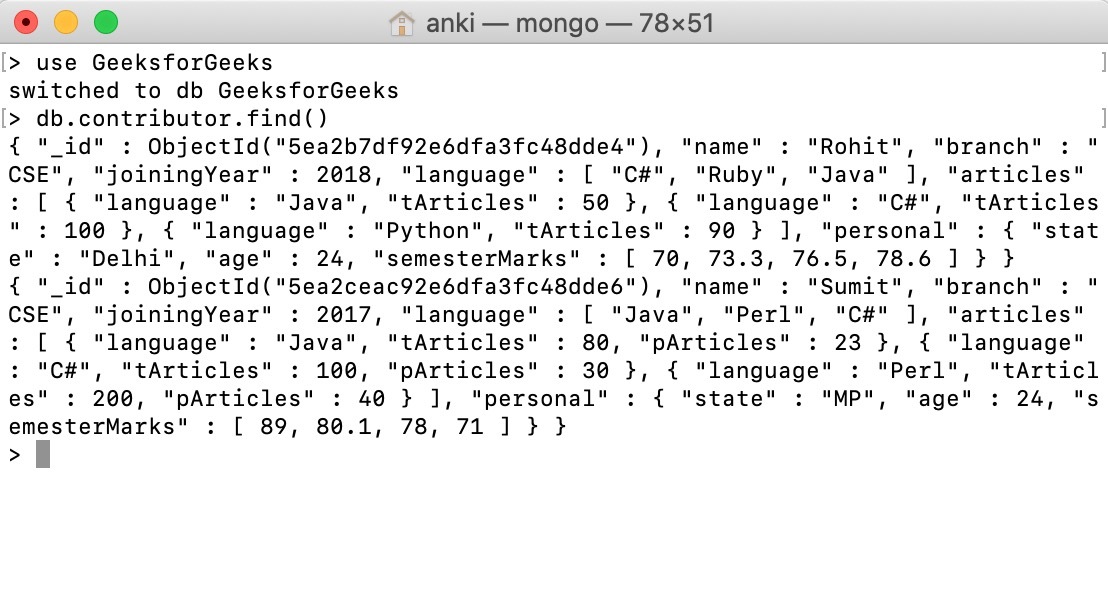 anki — mongo — 78×51
[> use GeeksforGeeks ]
switched to db GeeksforGeeks
[> db.contributor.find() ]
{ "_id" : ObjectId("5ea2b7df92e6dfa3fc48dde4"), "name" : "Rohit", "branch" : "
CSE", "joiningYear" : 2018, "language" : [ "C#", "Ruby", "Java" ], "articles"
: [ { "language" : "Java", "tArticles" : 50 }, { "language" : "C#", "tArticles
" : 100 }, { "language" : "Python", "tArticles" : 90 } ], "personal" : { "stat
e" : "Delhi", "age" : 24, "semesterMarks" : [ 70, 73.3, 76.5, 78.6 ] } }
{ "_id" : ObjectId("5ea2ceac92e6dfa3fc48dde6"), "name" : "Sumit", "branch" : "
CSE", "joiningYear" : 2017, "language" : [ "Java", "Perl", "C#" ], "articles"
: [ { "language" : "Java", "tArticles" : 80, "pArticles" : 23 }, { "language"
: "C#", "tArticles" : 100, "pArticles" : 30 }, { "language" : "Perl", "tArticl
es" : 200, "pArticles" : 40 } ], "personal" : { "state" : "MP", "age" : 24, "s
emesterMarks" : [ 89, 80.1, 78, 71 ] } }
>